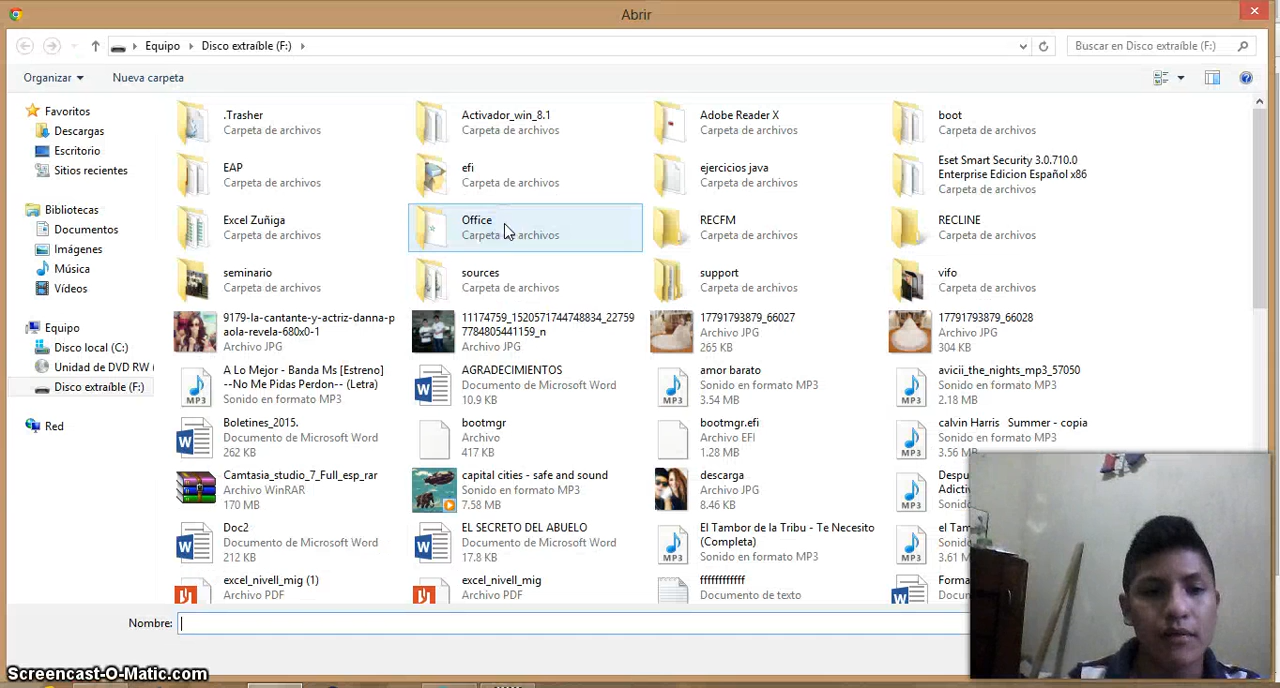 Abrir
Equipo
Disco extraíble (F:)
Buscar en Disco extraíble (F:)
Organizar
Nueva carpeta
Favoritos
Descargas
Escritorio
Sitios recientes
Bibliotecas
Documentos
Imágenes
Música
Vídeos
Equipo
Disco local (C:)
Unidad de DVD RW (
Disco extraíble (F:)
Red
.Trasher
Carpeta de archivos
Activador_win_8.1
Carpeta de archivos
Adobe Reader X
Carpeta de archivos
boot
Carpeta de archivos
EAP
Carpeta de archivos
efi
Carpeta de archivos
ejercicios java
Carpeta de archivos
Eset Smart Security 3.0.710.0
Enterprise Edicion Español x86
Carpeta de archivos
Excel Zuñiga
Carpeta de archivos
Office
Carpeta de archivos
RECFM
Carpeta de archivos
RECLINE
Carpeta de archivos
seminario
Carpeta de archivos
sources
Carpeta de archivos
support
Carpeta de archivos
vifo
Carpeta de archivos
9179-la-cantante-y-actriz-danna-p
aola-revela-680x0-1
Archivo JPG
11174759_1520571744748834_22759
77840805441159_n
17791793879_66027
Archivo JPG
265 KB
17791793879_66028
Archivo JPG
304 KB
A Lo Mejor - Banda Ms [Estreno]
--No Me Pidas Perdon-- (Letra)
Sonido en formato MP3
AGRADECIMIENTOS
Documento de Microsoft Word
10.9 KB
amor barato
Sonido en formato MP3
3.54 MB
avicii_the_nights_mp3_57050
Sonido en formato MP3
2.18 MB
Boletines_2015.
Documento de Microsoft Word
262 KB
bootmgr
Archivo
417 KB
bootmgr.efi
Archivo EFI
1.28 MB
calvin Harris Summer - copia
Sonido en formato MP3
3.56 MB
Camtasia_studio_7_Full_esp_rar
Archivo WinRAR
170 MB
capital cities - safe and sound
Sonido en formato MP3
7.58 MB
descarga
Archivo JPG
8.46 KB
Despu
Adictiv
Sonido
Doc2
Documento de Microsoft Word
212 KB
EL SECRETO DEL ABUELO
Documento de Microsoft Word
17.8 KB
El Tambor de la Tribu - Te Necesito
(Completa)
Sonido en formato MP3
el Tam
Sonido
3.61 M
excel_nivell_mig (1)
Archivo PDF
excel_nivell_mig
Archivo PDF
ffffffffffff
Documento de texto
Forma
Docum
Nombre:
MP3
MP3
MP3
MP3
MP3
MP3
MP3
Screencast-O-Matic.com